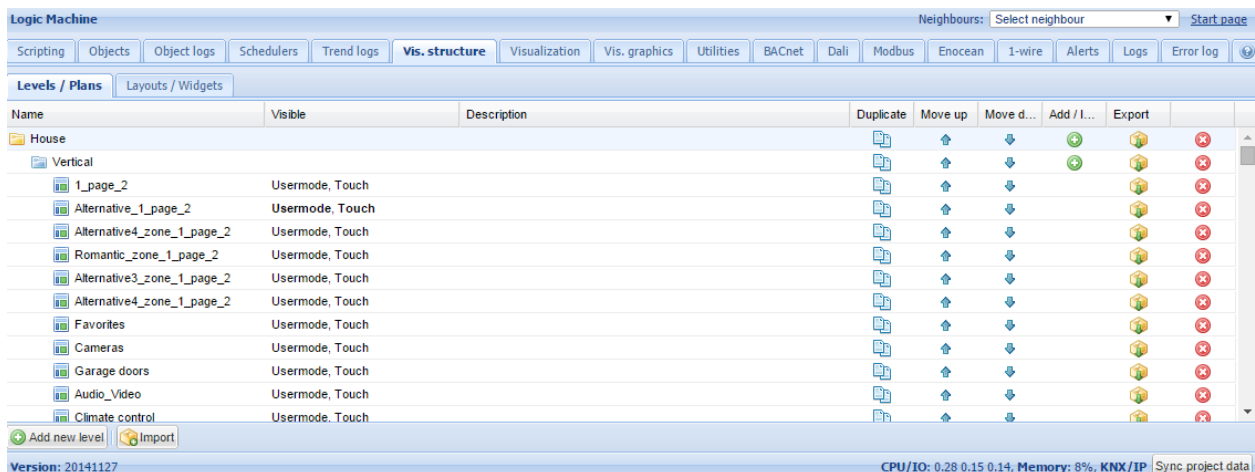 Logic Machine Neighbours: Select neighbour Start page
Scripting Objects Object logs Schedulers Trend logs Vis. structure Visualization Vis. graphics Utilities BACnet Dali Modbus Enocean 1-wire Alerts Logs Error log
Levels / Plans Layouts / Widgets
Name Visible Description Duplicate Move up Move d... Add / I... Export
House
Vertical
1_page_2 Usermode, Touch
Alternative_1_page_2 Usermode, Touch
Alternative4_zone_1_page_2 Usermode, Touch
Romantic_zone_1_page_2 Usermode, Touch
Alternative3_zone_1_page_2 Usermode, Touch
Alternative4_zone_1_page_2 Usermode, Touch
Favorites Usermode, Touch
Cameras Usermode, Touch
Garage doors Usermode, Touch
Audio_Video Usermode, Touch
Climate control Usermode, Touch
Add new level Import
Version: 20141127 CPU/IO: 0.28 0.15 0.14, Memory: 8%, KNX/IP Sync project data